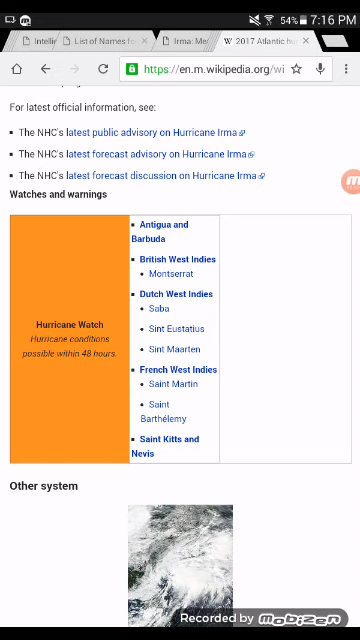 54% 7:16 PM
Intellic
List of Names fo
Irma: Me
2017 Atlantic hu
https://en.m.wikipedia.org/wi
For latest official information, see:
The NHC's latest public advisory on Hurricane Irma
The NHC's latest forecast advisory on Hurricane Irma
The NHC's latest forecast discussion on Hurricane Irma
Watches and warnings
Hurricane Watch
Hurricane conditions
possible within 48 hours.
Antigua and
Barbuda
British West Indies
Montserrat
Dutch West Indies
Saba
Sint Eustatius
Sint Maarten
French West Indies
Saint Martin
Saint
Barthélemy
Saint Kitts and
Nevis
Other system
Recorded by mobizen